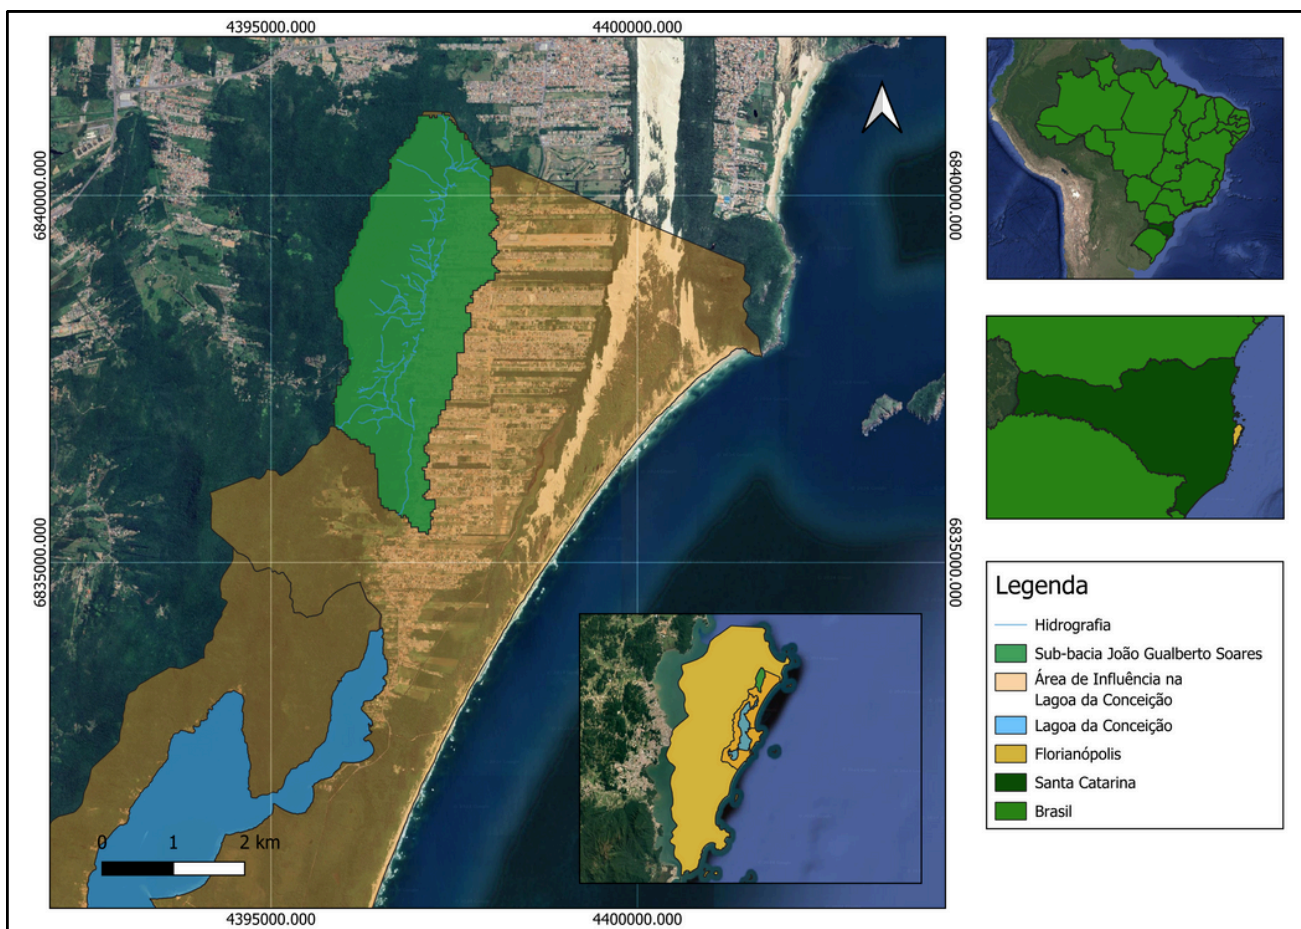 4395000.000
4400000.000
6840000.000
6840000.000
6835000.000
6835000.000
0 1 2 km
4395000.000
4400000.000
Legenda
Hidrografia
Sub-bacia João Gualberto Soares
Área de Influência na
Lagoa da Conceição
Lagoa da Conceição
Florianópolis
Santa Catarina
Brasil